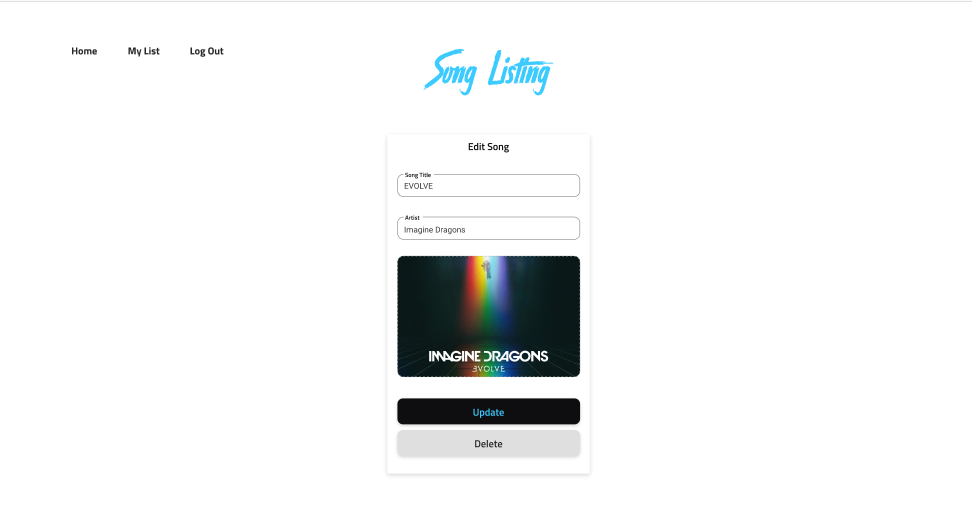 Home My List Log Out
Song Listing
Edit Song
Song Title
EVOLVE
Artist
Imagine Dragons
IMAGINE DRAGONS
EVOLVE
Update
Delete